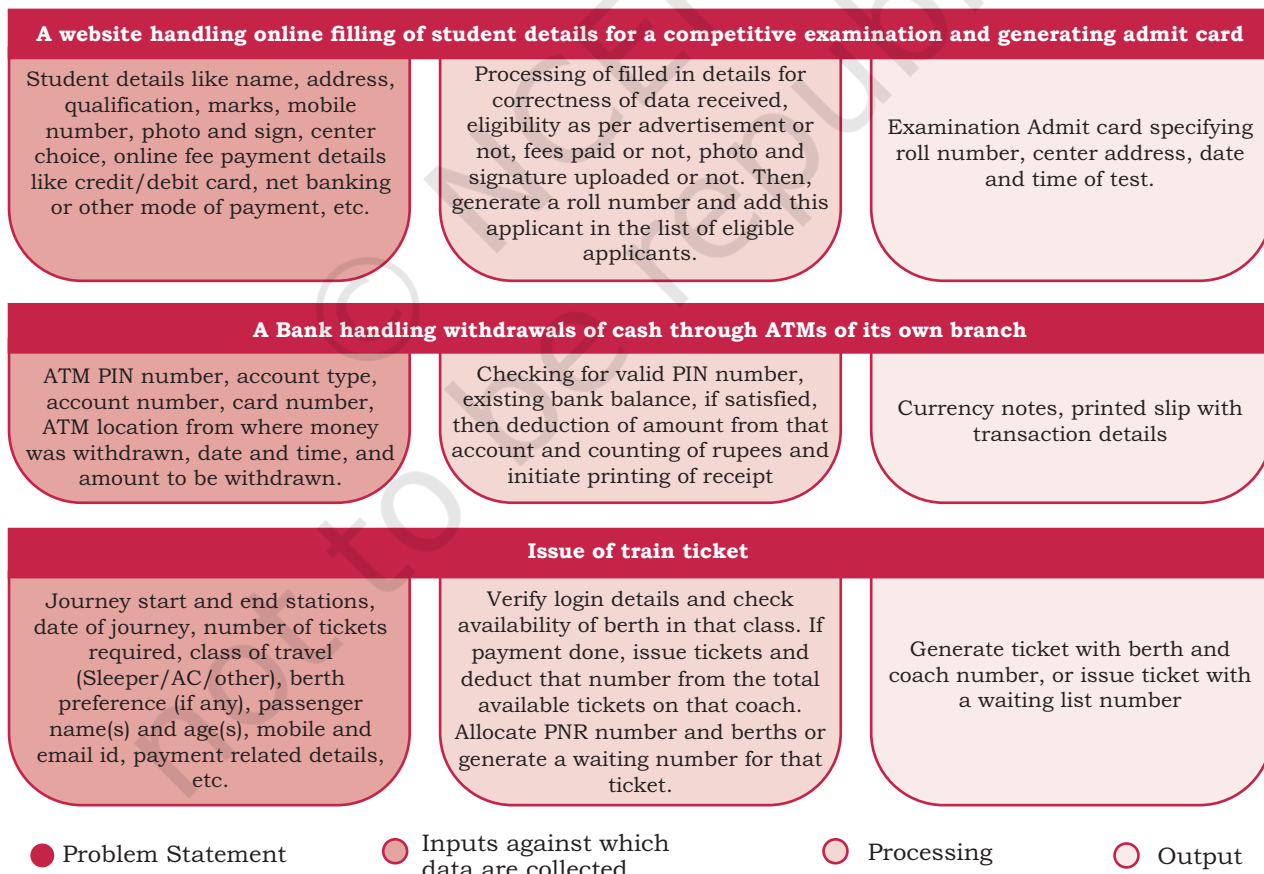 A website handling online filling of student details for a competitive examination and generating admit card
Student details like name, address,
qualification, marks, mobile
number, photo and sign, center
choice, online fee payment details
like credit/debit card, net banking
or other mode of payment, etc.
Processing of filled in details for
correctness of data received,
eligibility as per advertisement or
not, fees paid or not, photo and
signature uploaded or not. Then,
generate a roll number and add this
applicant in the list of eligible
applicants.
Examination Admit card specifying
roll number, center address, date
and time of test.
A Bank handling withdrawals of cash through ATMs of its own branch
ATM PIN number, account type,
account number, card number,
ATM location from where money
was withdrawn, date and time, and
amount to be withdrawn.
Checking for valid PIN number,
existing bank balance, if satisfied,
then deduction of amount from that
account and counting of rupees and
initiate printing of receipt
Currency notes, printed slip with
transaction details
Issue of train ticket
Journey start and end stations,
date of journey, number of tickets
required, class of travel
(Sleeper/AC/other), berth
preference (if any), passenger
name(s) and age(s), mobile and
email id, payment related details,
etc.
Verify login details and check
availability of berth in that class. If
payment done, issue tickets and
deduct that number from the total
available tickets on that coach.
Allocate PNR number and berths or
generate a waiting number for that
ticket.
Generate ticket with berth and
coach number, or issue ticket with
a waiting list number
Problem Statement
Inputs against which
data are collected
Processing
Output
© NCE
not to be republ